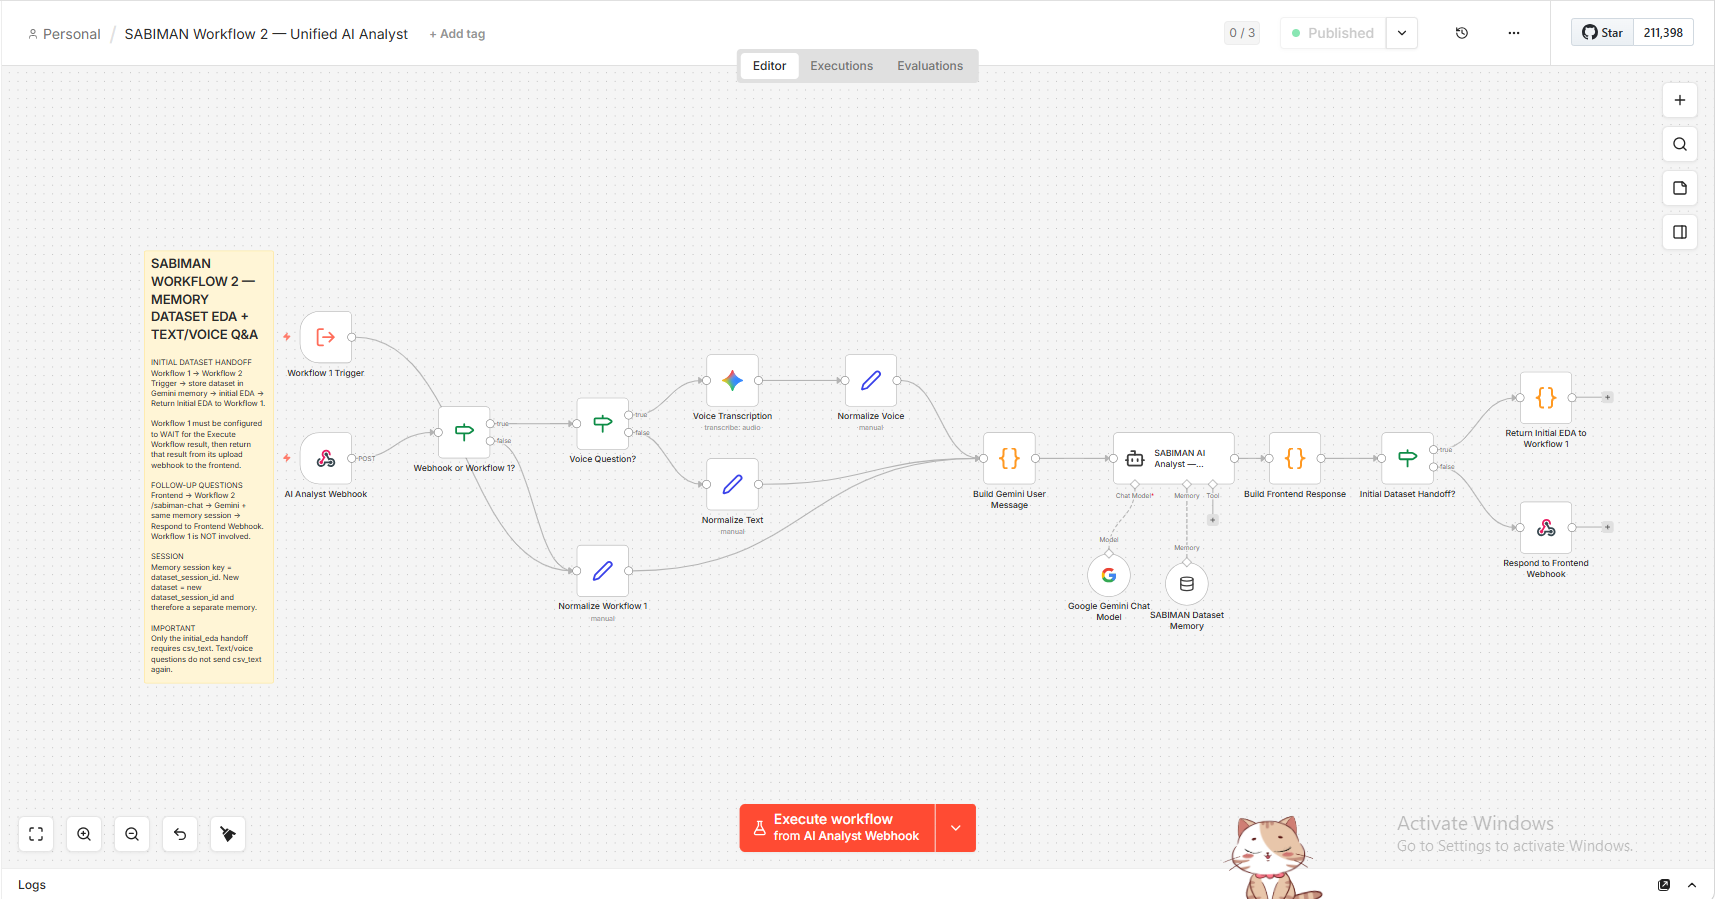 Personal / SABIMAN Workflow 2 — Unified AI Analyst + Add tag
0 / 3
Published
Star 211,398
Editor Executions Evaluations
SABIMAN
WORKFLOW 2 —
MEMORY
DATASET EDA +
TEXT/VOICE Q&A
INITIAL DATASET HANDOFF
Workflow 1 → Workflow 2
Trigger → store dataset in
Gemini memory → initial EDA →
Return Initial EDA to Workflow 1.
Workflow 1 must be configured
to WAIT for the Execute
Workflow result, then return
that result from its upload
webhook to the frontend.
FOLLOW-UP QUESTIONS
Frontend → Workflow 2
/sabiman-chat → Gemini +
same memory session →
Respond to Frontend Webhook.
Workflow 1 is NOT involved.
SESSION
Memory session key =
dataset_session_id. New
dataset = new
dataset_session_id and
therefore a separate memory.
IMPORTANT
Only the initial_eda handoff
requires csv_text. Text/voice
questions do not send csv_text
again.
Workflow 1 Trigger
POST
AI Analyst Webhook
true
false
Webhook or Workflow 1?
true
false
Voice Question?
Voice Transcription
transcribe: audio
Normalize Voice
manual
Normalize Text
manual
Normalize Workflow 1
manual
Build Gemini User
Message
SABIMAN AI
Analyst —...
Chat Model*
Memory
Tool
Model
Google Gemini Chat
Model
Memory
SABIMAN Dataset
Memory
Build Frontend Response
true
false
Initial Dataset Handoff?
Return Initial EDA to
Workflow 1
Respond to Frontend
Webhook
Execute workflow
from AI Analyst Webhook
Activate Windows
Go to Settings to activate Windows.
Logs